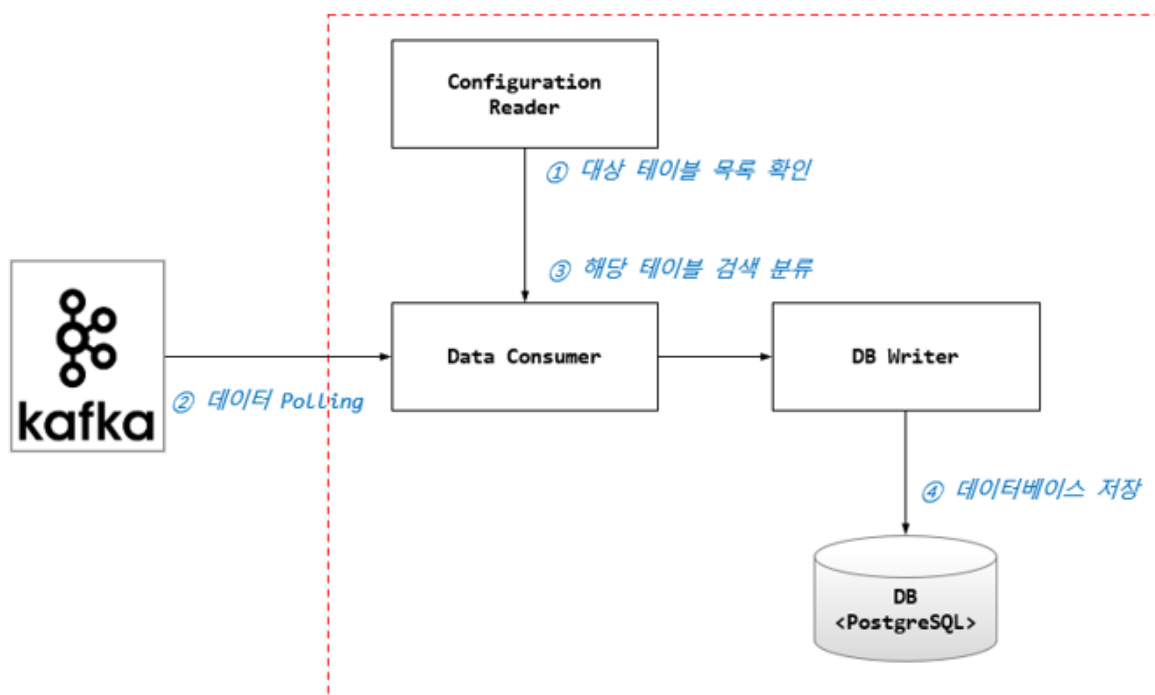 Configuration
Reader
① 대상 테이블 목록 확인
③ 해당 테이블 검색 분류
kafka
② 데이터 Polling
Data Consumer
DB Writer
④ 데이터베이스 저장
DB
<PostgreSQL>